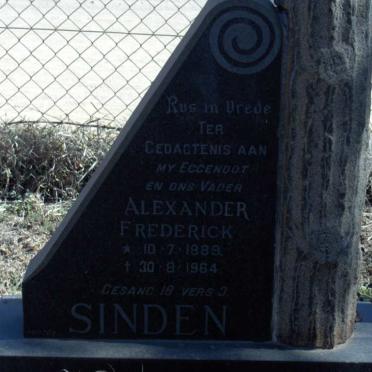 Rus in Vrede
TER
GEDAGTENIS AAN
MY EGGENOOT
EN ONS VADER
ALEXANDER
FREDERICK
* 10·7·1889
† 30·8·1964
GESANG 18 VERS 3
SINDEN